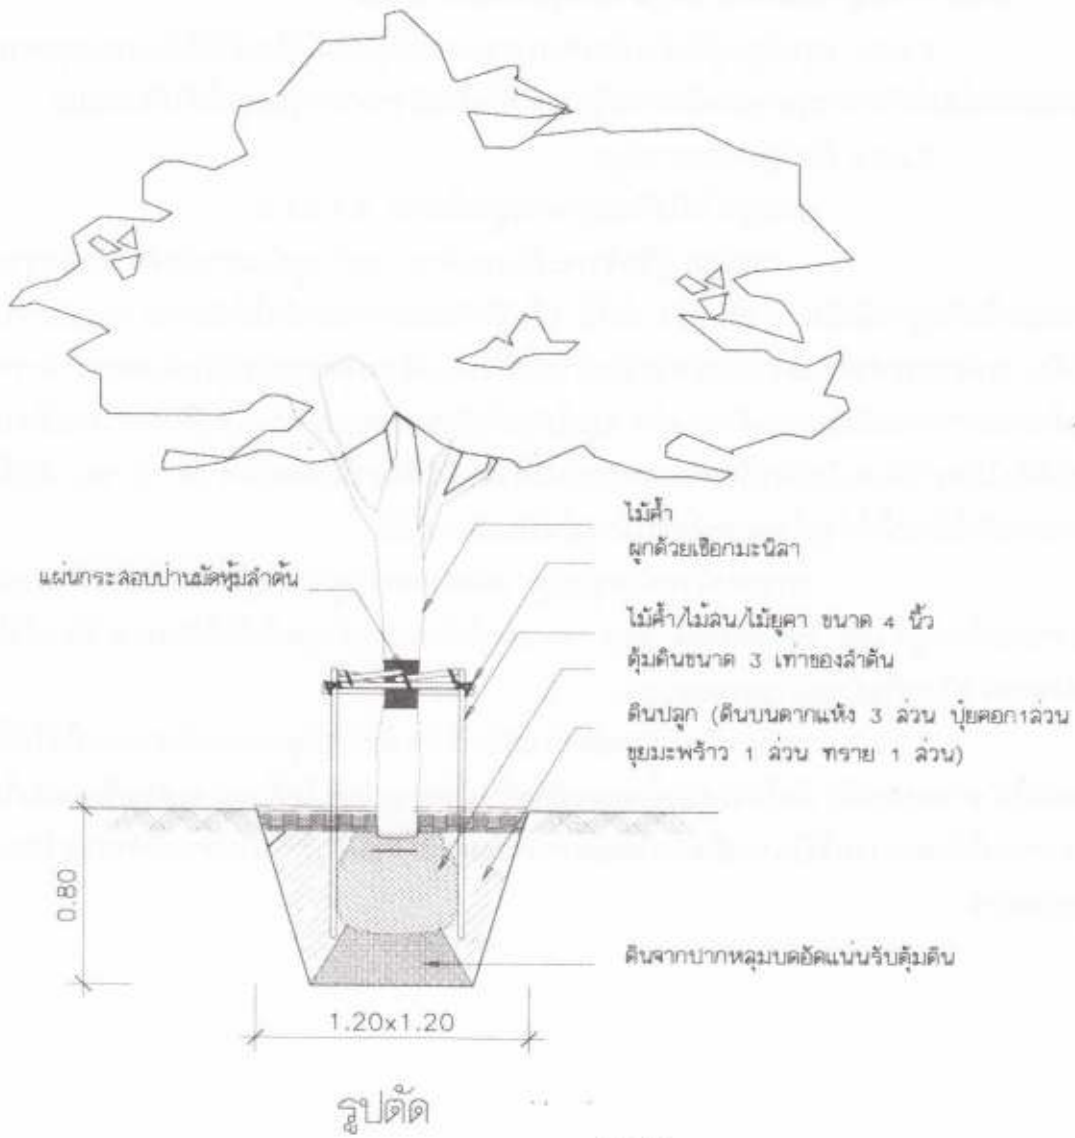 ไม้ค้ำ
ผูกด้วยเชือกมะนิลา
แผ่นกระสอบป่านมัดหุ้มลำต้น
ไม้ค้ำ/ไม้สน/ไม้ยูคา ขนาด 4 นิ้ว
ตุ้มดินขนาด 3 เท่าของลำต้น
ดินปลูก (ดินบนตากแห้ง 3 ส่วน ปุ๋ยคอก1ส่วน
ขุยมะพร้าว 1 ส่วน ทราย 1 ส่วน)
0.80
ดินจากปากหลุมบดอัดแน่นรับตุ้มดิน
1.20x1.20
รูปตัด